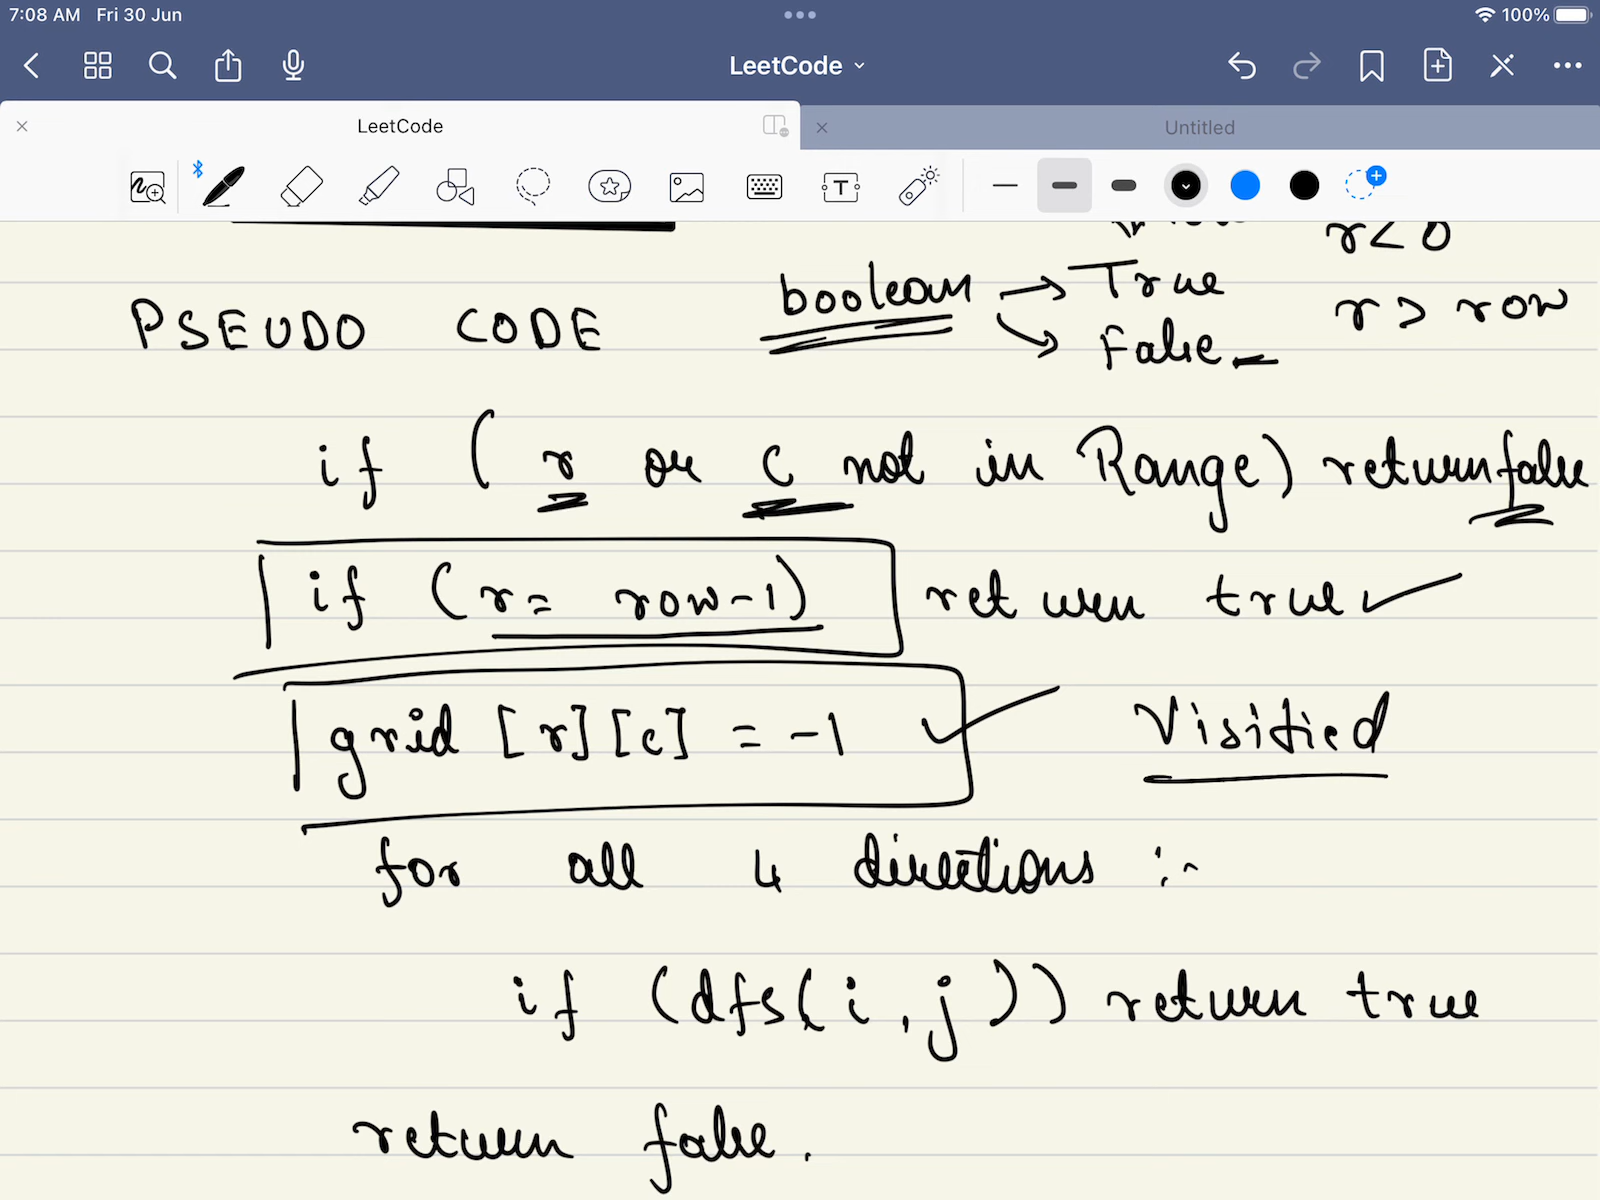 7:08 AM Fri 30 Jun
100%
LeetCode
LeetCode
Untitled
T
r < 0
PSEUDO CODE
boolean → True
r > row
False
if ( r or c not in Range) return false
if (r = row-1) return true
grid [r][c] = -1
Visitied
for all 4 directions :-
if (dfs(i,j)) return true
return false.